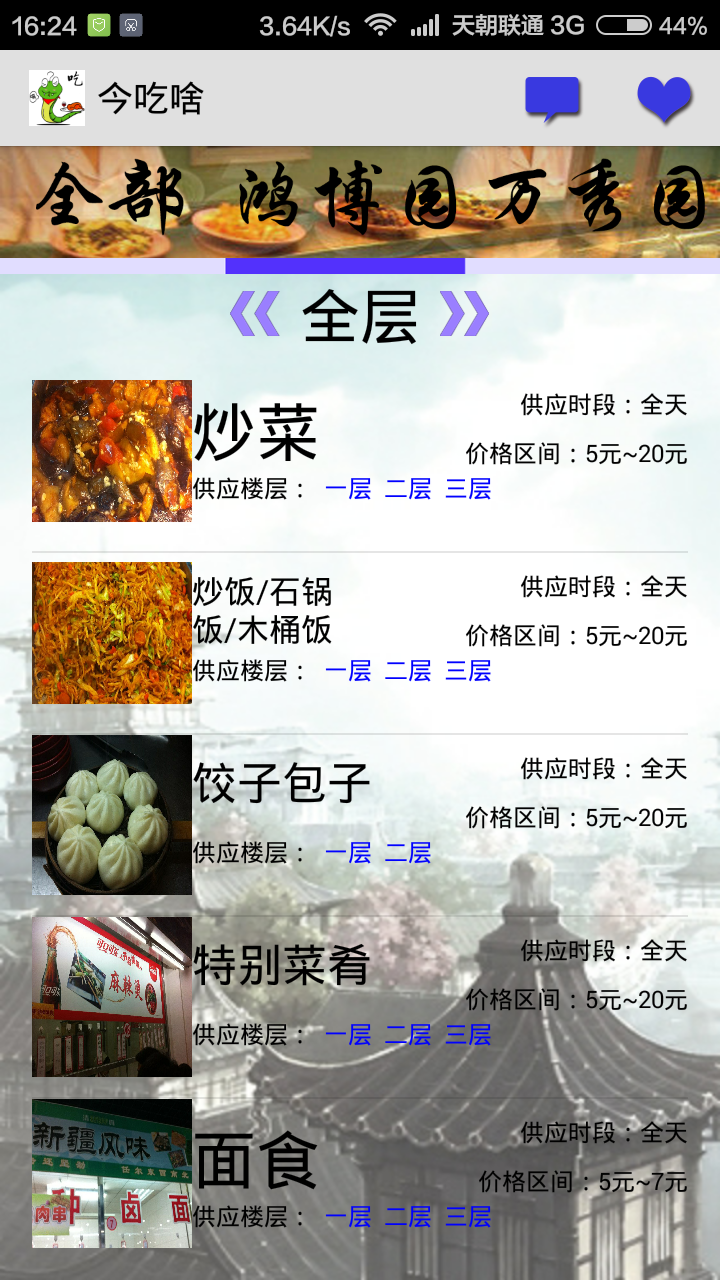 16:24 3.64K/s 天朝联通 3G 44%
吃
今吃啥
全部 鸿博园 万秀园
全层
炒菜
供应时段：全天
价格区间：5元~20元
供应楼层： 一层 二层 三层
炒饭/石锅
饭/木桶饭
供应时段：全天
价格区间：5元~20元
供应楼层： 一层 二层 三层
饺子包子
供应时段：全天
价格区间：5元~20元
供应楼层： 一层 二层
麻辣烫
特别菜肴
供应时段：全天
价格区间：5元~20元
供应楼层： 一层 二层 三层
新疆风味
肉串
卤 面
面食
供应时段：全天
价格区间：5元~7元
供应楼层： 一层 二层 三层